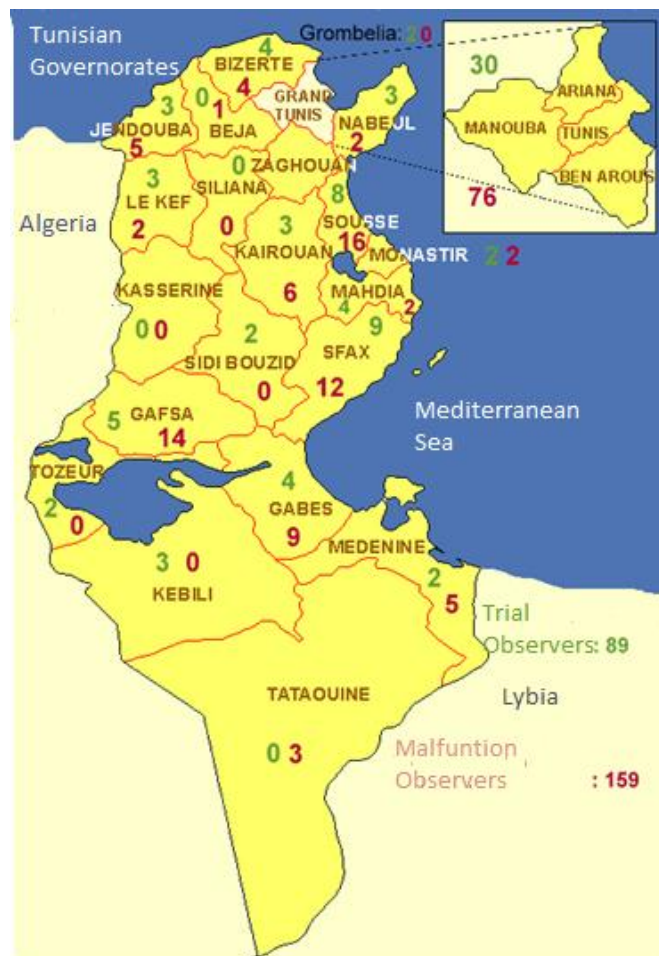 Tunisian
Governorates
Grombelia: 2 0
4
BIZERTE
4
GRAND
TUNIS
30
ARIANA
MANOUBA
TUNIS
BEN AROUS
76
3
JENDOUBA
5
0
1
BEJA
3
NABEUL
2
0
SILIANA
0
ZAGHOUAN
3
LE KEF
2
Algeria
8
SOUSSE
16
3
KAIROUAN
6
MONASTIR 2 2
MAHDIA
4
2
KASSERINE
0 0
2
SIDI BOUZID
0
9
SFAX
12
5
GAFSA
14
Mediterranean
Sea
TOZEUR
2
0
4
GABES
9
MEDENINE
2
5
3 0
KEBILI
Trial
Observers: 89
Lybia
TATAOUINE
0 3
Malfuntion
Observers : 159